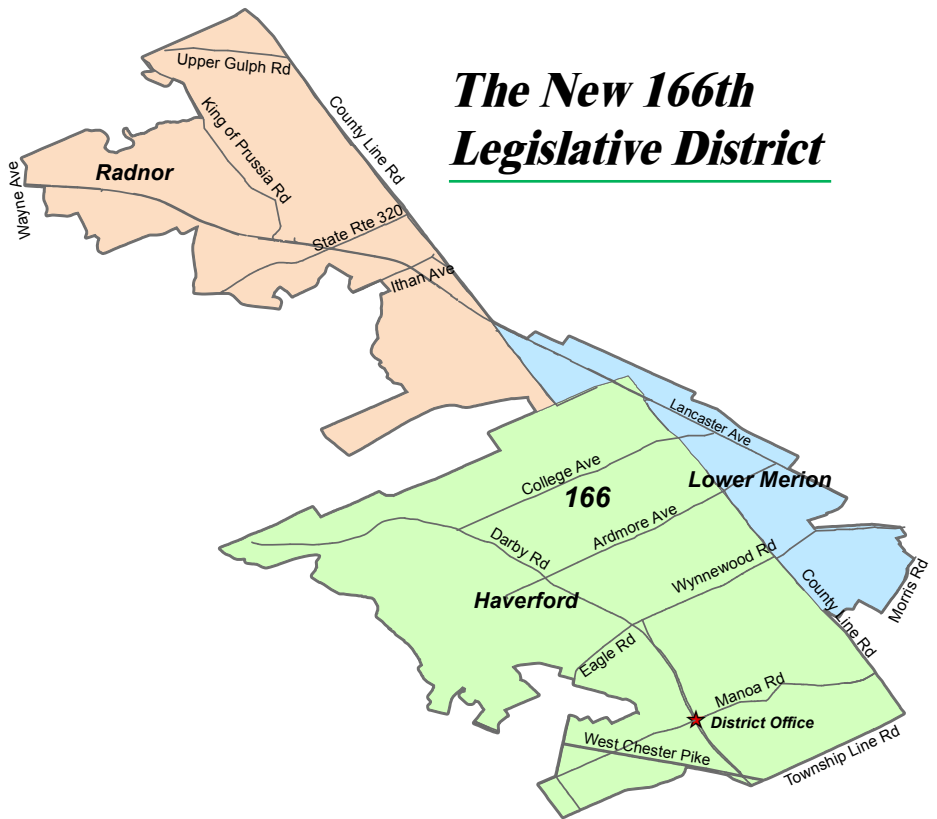 The New 166th
Legislative District
Upper Gulph Rd
King of Prussia Rd
County Line Rd
Wayne Ave
Radnor
State Rte 320
Ithan Ave
Lancaster Ave
College Ave
166
Lower Merion
Ardmore Ave
Darby Rd
Wynnewood Rd
Haverford
County Line Rd
Morris Rd
Eagle Rd
Manoa Rd
District Office
West Chester Pike
Township Line Rd